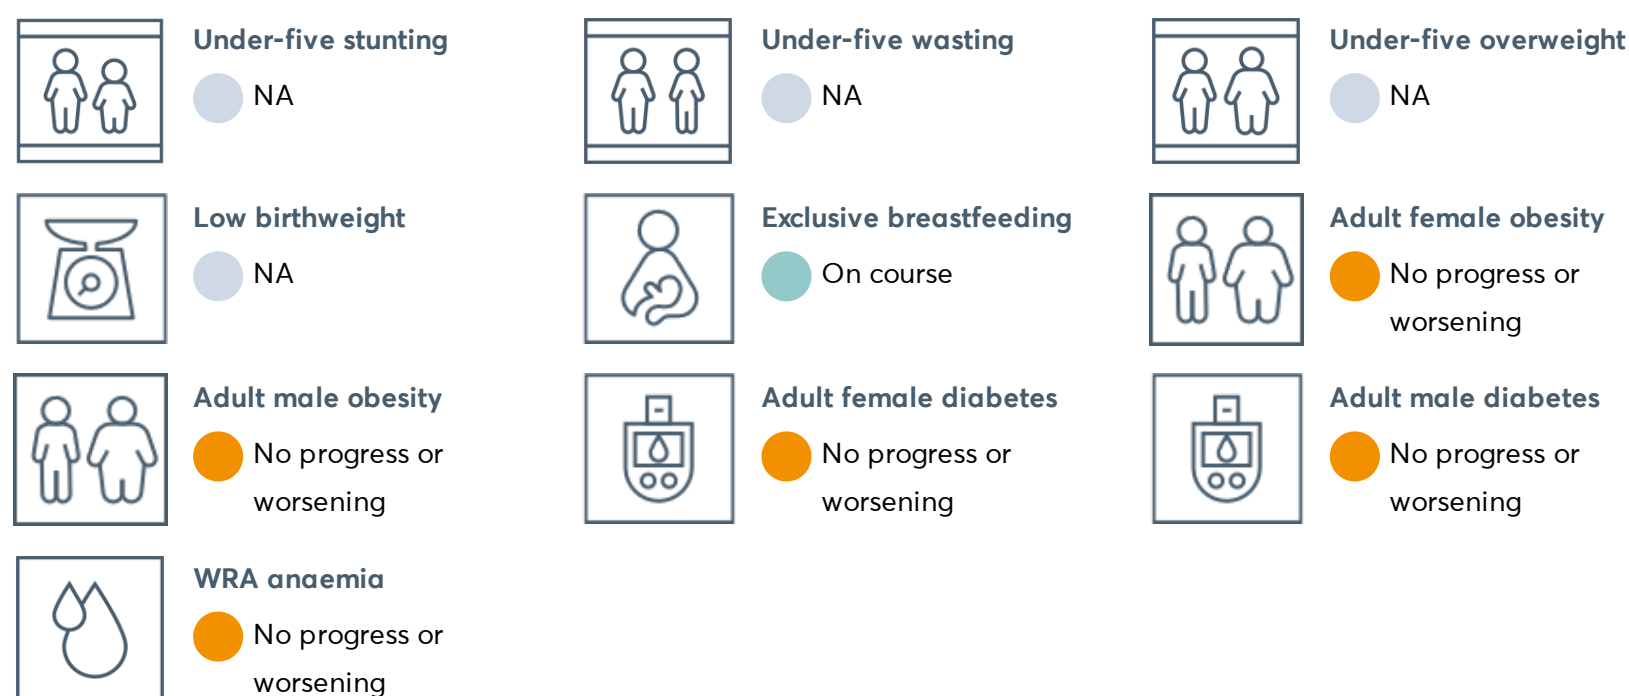 Under-five stunting
NA
Under-five wasting
NA
Under-five overweight
NA
Low birthweight
NA
Exclusive breastfeeding
On course
Adult female obesity
No progress or
worsening
Adult male obesity
No progress or
worsening
Adult female diabetes
No progress or
worsening
Adult male diabetes
No progress or
worsening
WRA anaemia
No progress or
worsening